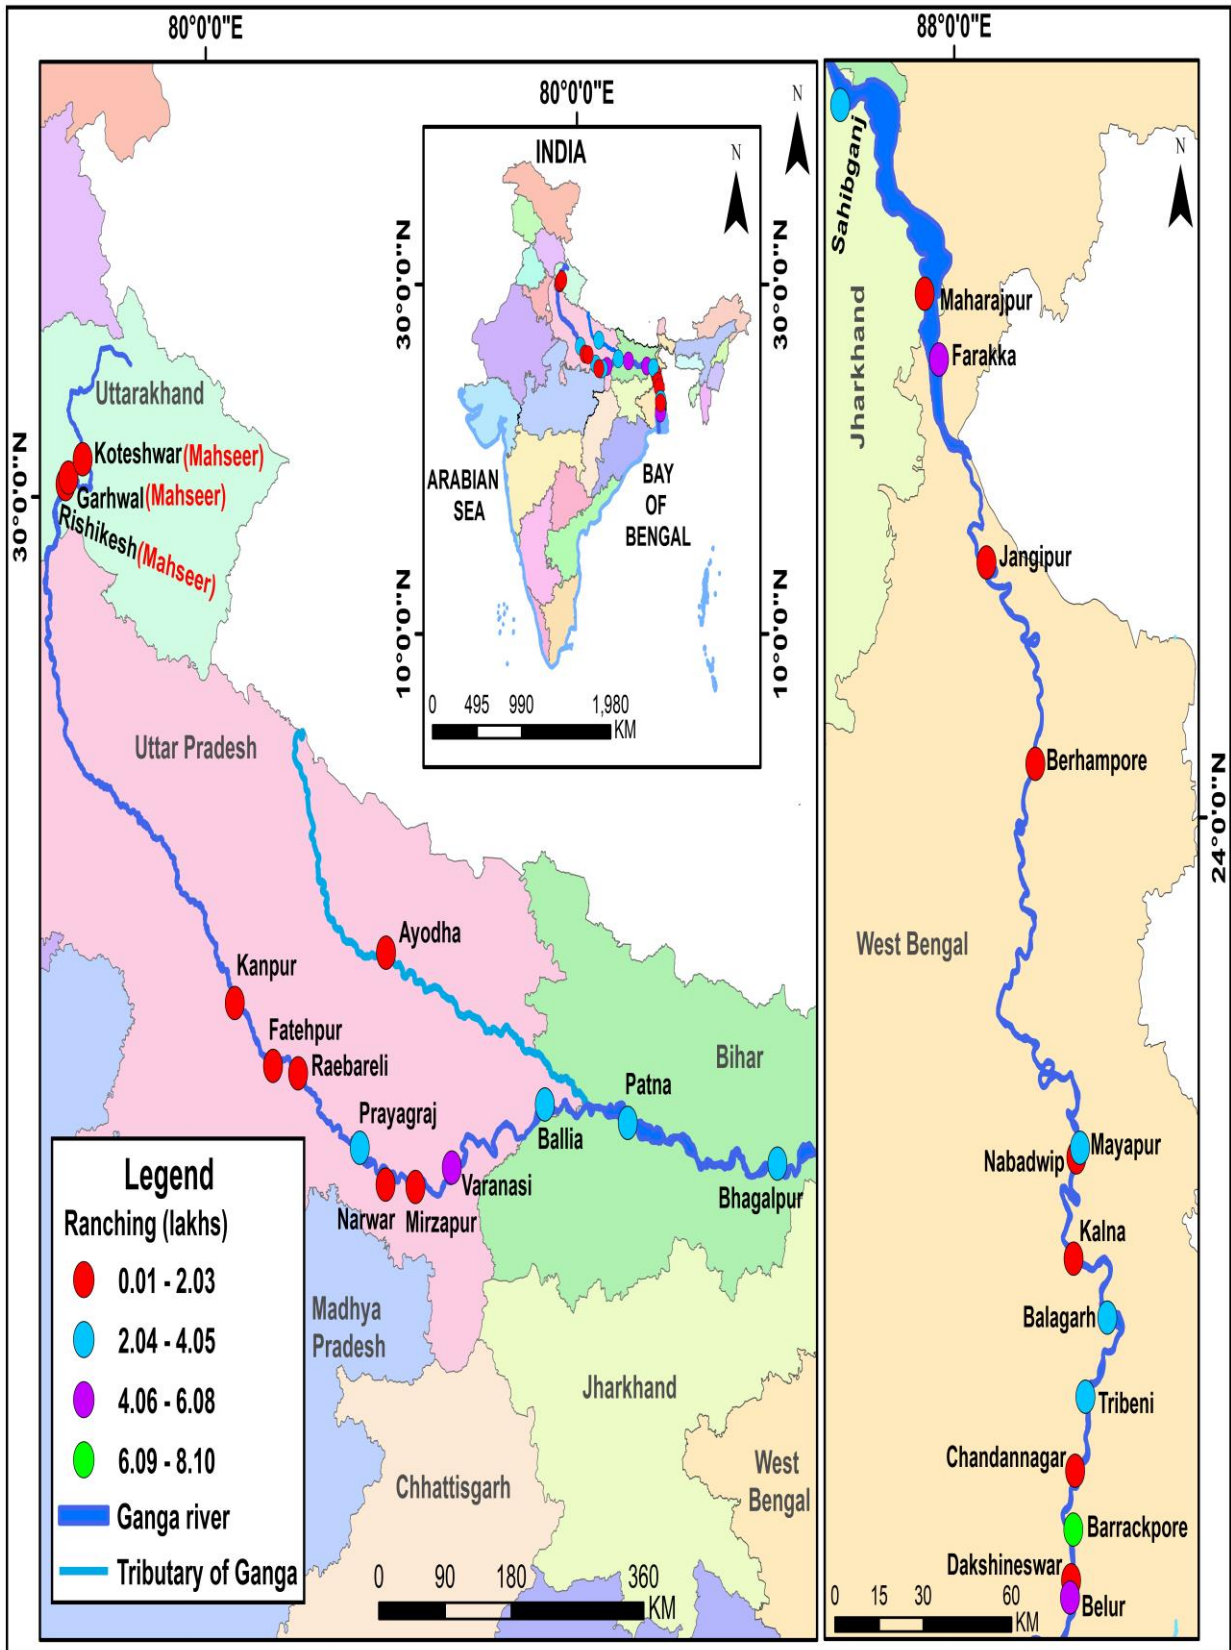 80°0'0"E
88°0'0"E
80°0'0"E
N
N
N
INDIA
30°0'0"N
30°0'0"N
10°0'0"N
10°0'0"N
ARABIAN
SEA
BAY
OF
BENGAL
0 495 990 1,980
KM
Uttarakhand
Koteshwar(Mahseer)
Garhwal(Mahseer)
Rishikesh(Mahseer)
30°0'0"N
Uttar Pradesh
Ayodha
Kanpur
Fatehpur
Raebareli
Prayagraj
Narwar
Mirzapur
Varanasi
Ballia
Patna
Bihar
Bhagalpur
Madhya
Pradesh
Chhattisgarh
Jharkhand
West
Bengal
Legend
Ranching (lakhs)
0.01 - 2.03
2.04 - 4.05
4.06 - 6.08
6.09 - 8.10
Ganga river
Tributary of Ganga
0 90 180 360
KM
Sahibganj
Maharajpur
Farakka
Jharkhand
Jangipur
Berhampore
24°0'0"N
West Bengal
Mayapur
Nabadwip
Kalna
Balagarh
Tribeni
Chandannagar
Barrackpore
Dakshineswar
Belur
0 15 30 60
KM